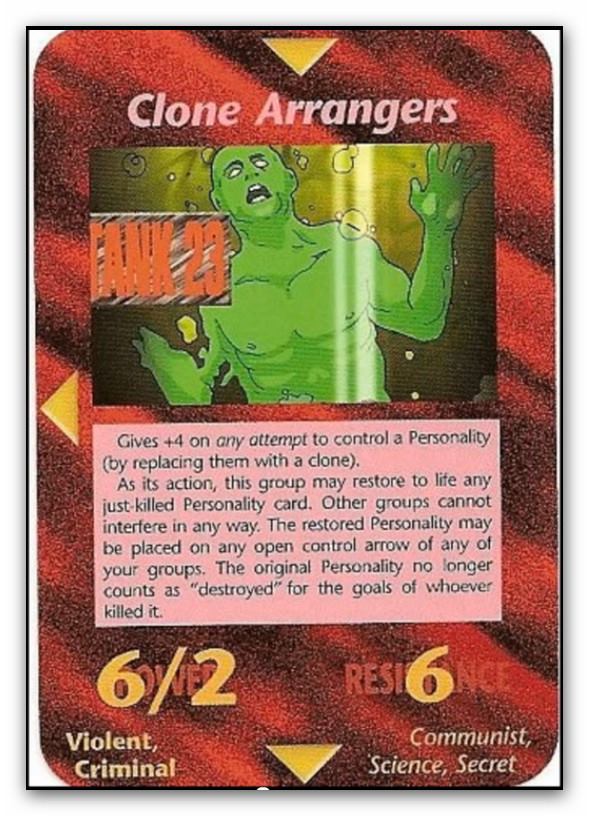 Clone Arrangers
TANK 23
Gives +4 on any attempt to control a Personality
(by replacing them with a clone).
As its action, this group may restore to life any
just-killed Personality card. Other groups cannot
interfere in any way. The restored Personality may
be placed on any open control arrow of any of
your groups. The original Personality no longer
counts as "destroyed" for the goals of whoever
killed it.
POWER 6/2
RESISTANCE 6
Violent,
Criminal
Communist,
Science, Secret